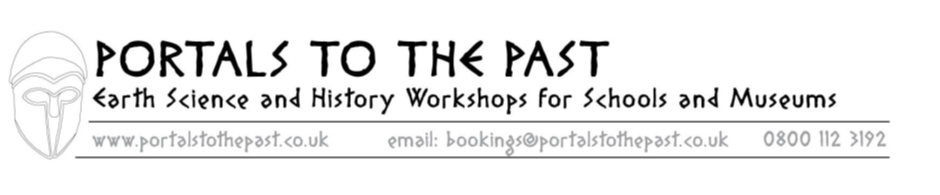 PORTALS TO THE PAST
Earth Science and History Workshops for Schools and Museums
www.portalstothepast.co.uk email: bookings@portalstothepast.co.uk 0800 112 3192